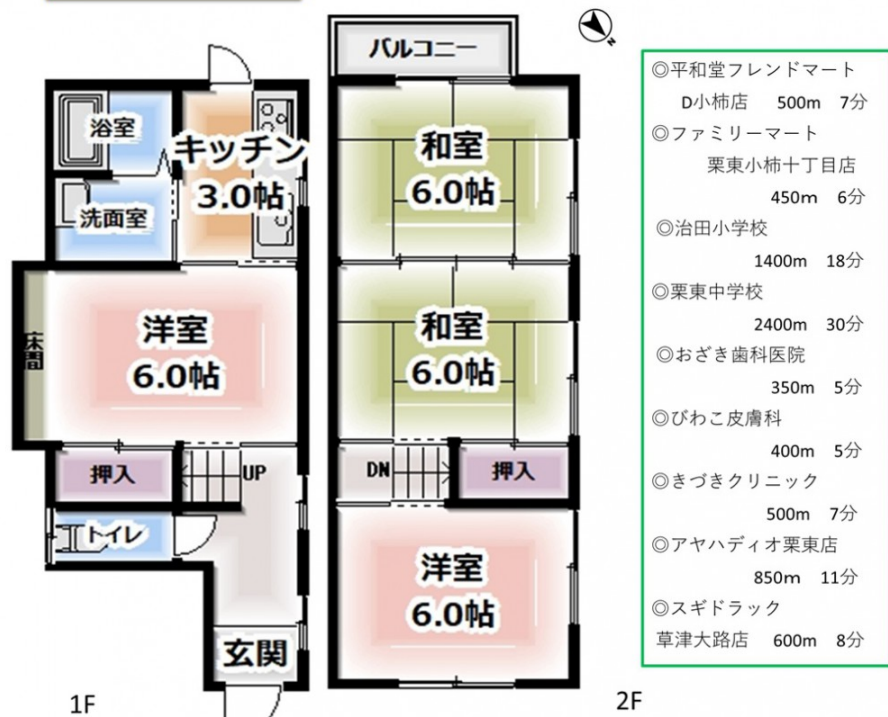 バルコニー
N
浴室
キッチン
3.0帖
洗面室
和室
6.0帖
洋室
6.0帖
床間
和室
6.0帖
押入
UP
DN
押入
トイレ
洋室
6.0帖
玄関
1F
2F
◎平和堂フレンドマート
D小柿店 500m 7分
◎ファミリーマート
栗東小柿十丁目店
450m 6分
◎治田小学校
1400m 18分
◎栗東中学校
2400m 30分
◎おざき歯科医院
350m 5分
◎びわこ皮膚科
400m 5分
◎きづきクリニック
500m 7分
◎アヤハディオ栗東店
850m 11分
◎スギドラック
草津大路店 600m 8分